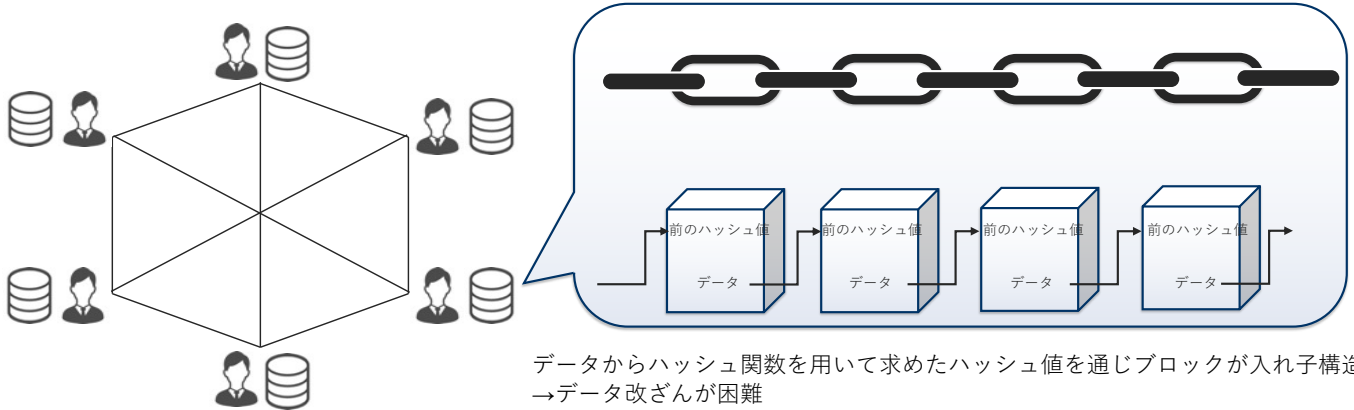 前のハッシュ値
前のハッシュ値
前のハッシュ値
前のハッシュ値
データ
データ
データ
データ
データからハッシュ関数を用いて求めたハッシュ値を通じブロックが入れ子構造
→データ改ざんが困難